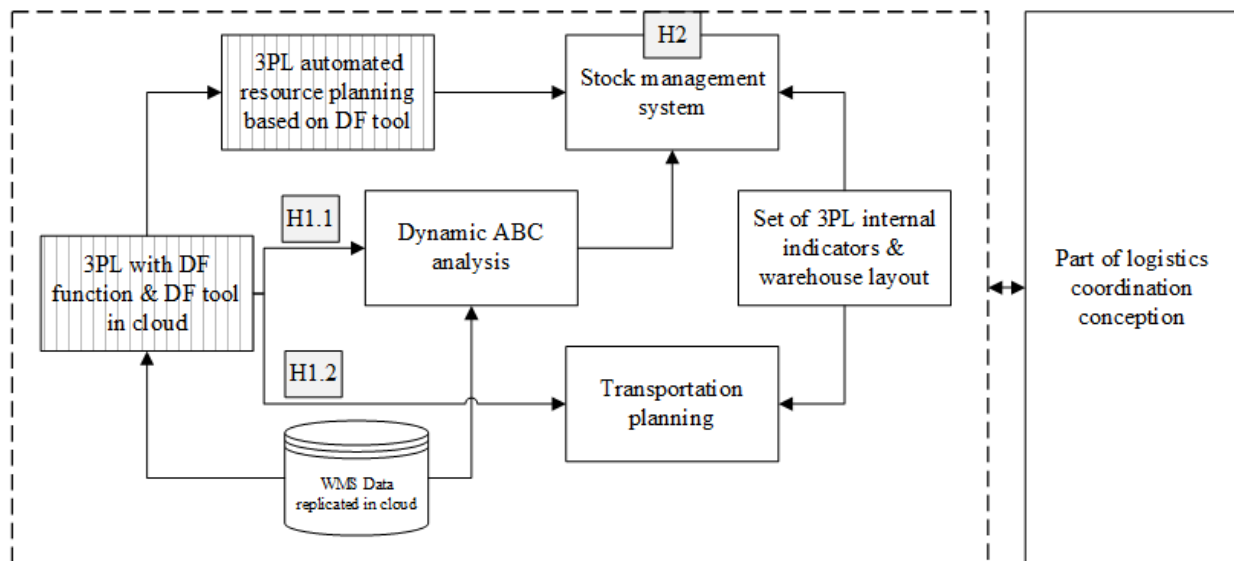 3PL automated
resource planning
based on DF tool
H2
Stock management
system
H1.1
Dynamic ABC
analysis
Set of 3PL internal
indicators &
warehouse layout
3PL with DF
function & DF tool
in cloud
Part of logistics
coordination
conception
H1.2
Transportation
planning
WMS Data
replicated in cloud